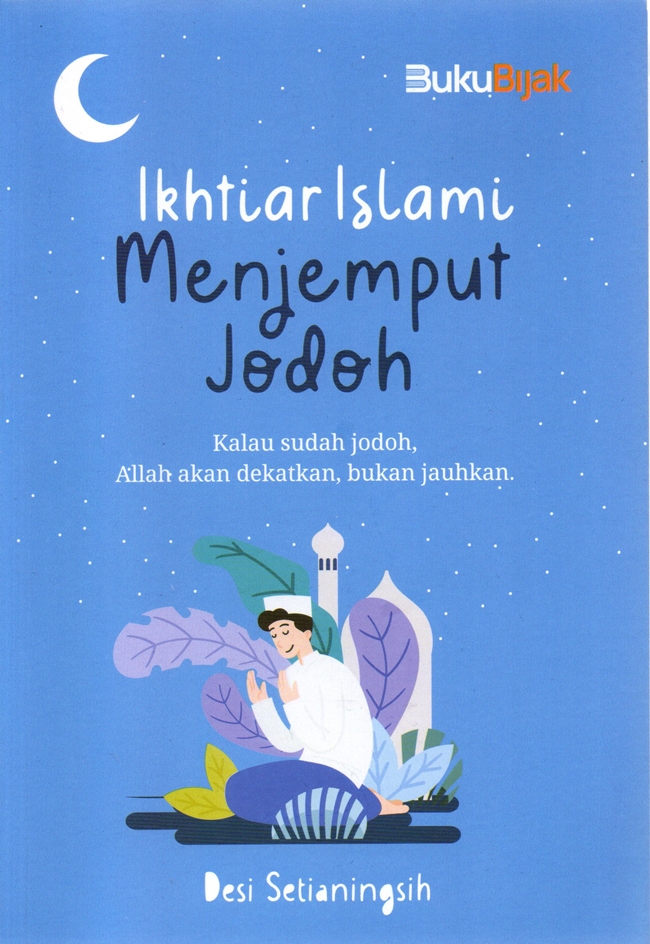 BukuBijak
Ikhtiar Islami
Menjemput
Jodoh
Kalau sudah jodoh,
Allah akan dekatkan, bukan jauhkan.
Desi Setianingsih